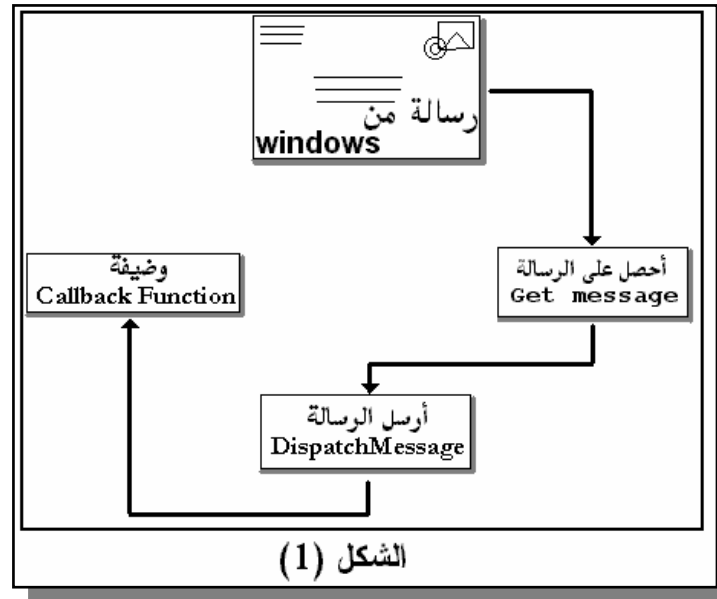 رسالة من
windows
أحصل على الرسالة
Get message
وضيفة
Callback Function
أرسل الرسالة
DispatchMessage
الشكل (1)